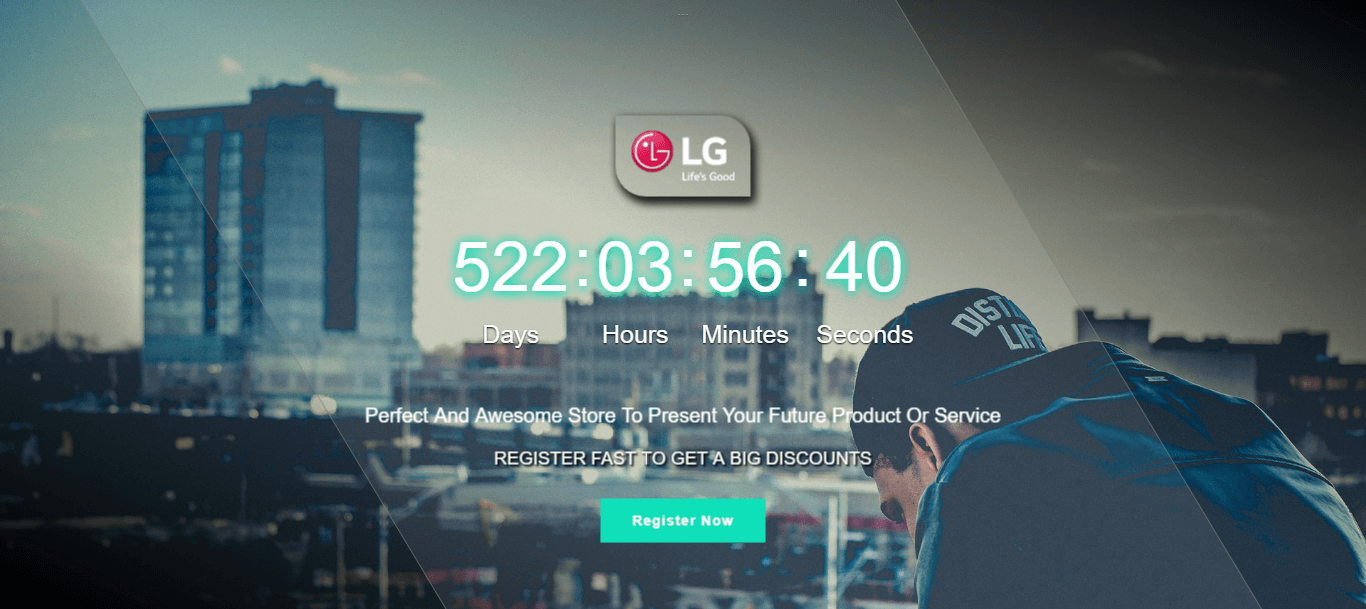 LG
Life's Good
522:03:56:40
Days Hours Minutes Seconds
DIST
LIF
Perfect And Awesome Store To Present Your Future Product Or Service
REGISTER FAST TO GET A BIG DISCOUNTS
Register Now